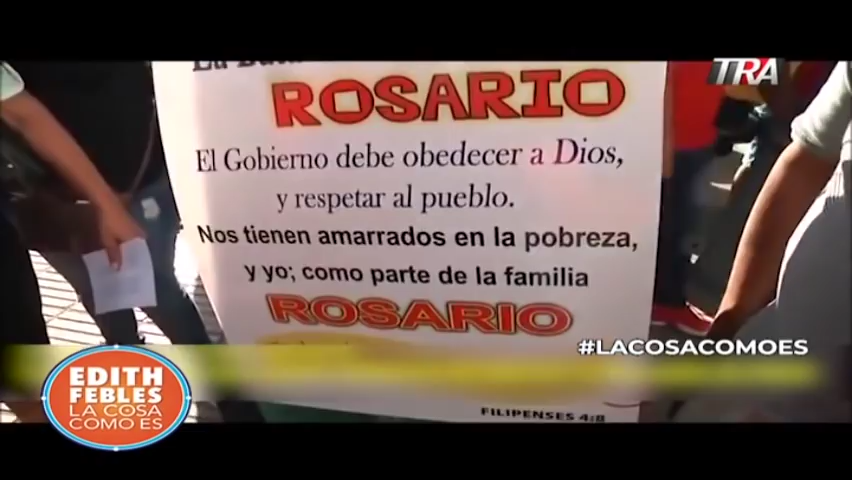 TRA
ROSARIO
El Gobierno debe obedecer a Dios,
y respetar al pueblo.
Nos tienen amarrados en la pobreza,
y yo; como parte de la familia
ROSARIO
#LACOSACOMOES
EDITH
FEBLES
LA COSA
COMO ES
FILIPENSES 4:8